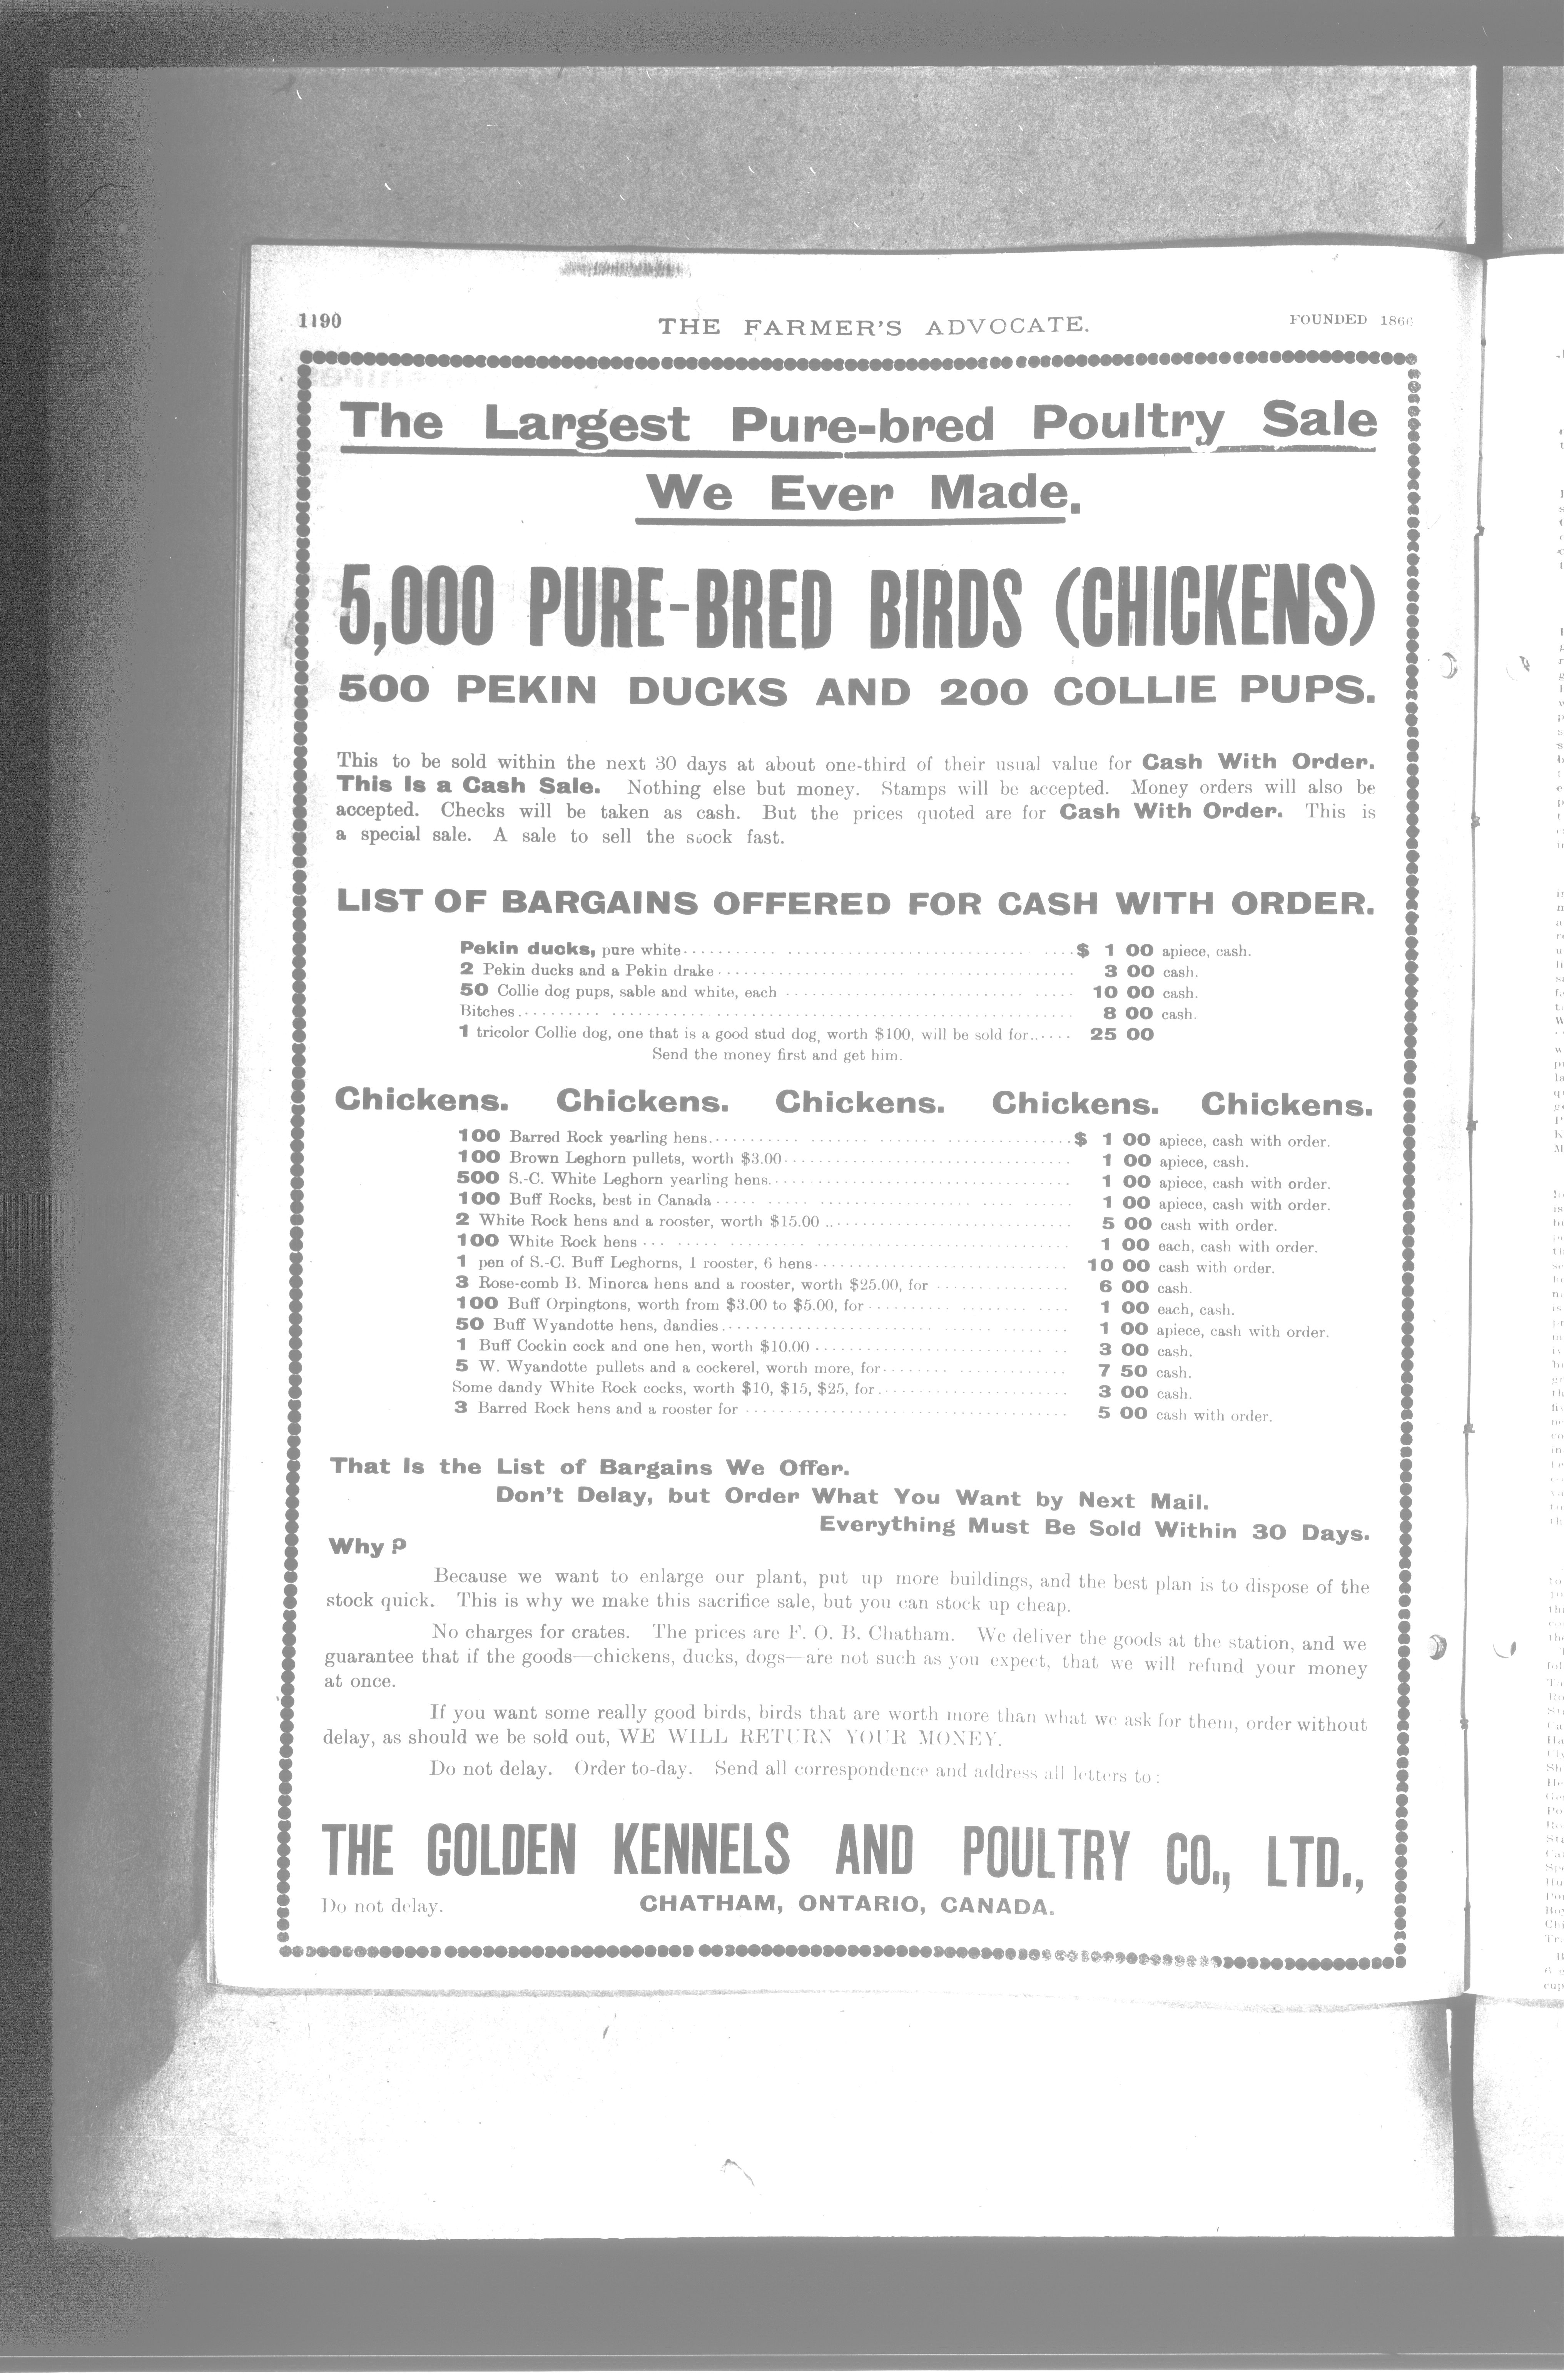 1190
THE FARMER'S ADVOCATE.
FOUNDED 1866
The Largest Pure-bred Poultry Sale
We Ever Made.
5,000 PURE-BRED BIRDS (CHICKENS)
500 PEKIN DUCKS AND 200 COLLIE PUPS.
This to be sold within the next 30 days at about one-third of their usual value for Cash With Order.
This Is a Cash Sale. Nothing else but money. Stamps will be accepted. Money orders will also be
accepted. Checks will be taken as cash. But the prices quoted are for Cash With Order. This is
a special sale. A sale to sell the stock fast.
LIST OF BARGAINS OFFERED FOR CASH WITH ORDER.
Pekin ducks, pure white $ 1 00 apiece, cash.
2 Pekin ducks and a Pekin drake 3 00 cash.
50 Collie dog pups, sable and white, each 10 00 cash.
Bitches 8 00 cash.
1 tricolor Collie dog, one that is a good stud dog, worth $100, will be sold for 25 00
Send the money first and get him.
Chickens. Chickens. Chickens. Chickens. Chickens.
100 Barred Rock yearling hens $ 1 00 apiece, cash with order.
100 Brown Leghorn pullets, worth $3.00 1 00 apiece, cash.
500 S.-C. White Leghorn yearling hens 1 00 apiece, cash with order.
100 Buff Rocks, best in Canada 1 00 apiece, cash with order.
2 White Rock hens and a rooster, worth $15.00 5 00 cash with order.
100 White Rock hens 1 00 each, cash with order.
1 pen of S.-C. Buff Leghorns, 1 rooster, 6 hens 10 00 cash with order.
3 Rose-comb B. Minorca hens and a rooster, worth $25.00, for 6 00 cash.
100 Buff Orpingtons, worth from $3.00 to $5.00, for 1 00 each, cash.
50 Buff Wyandotte hens, dandies 1 00 apiece, cash with order.
1 Buff Cockin cock and one hen, worth $10.00 3 00 cash.
5 W. Wyandotte pullets and a cockerel, worth more, for 7 50 cash.
Some dandy White Rock cocks, worth $10, $15, $25, for 3 00 cash.
3 Barred Rock hens and a rooster for 5 00 cash with order.
That Is the List of Bargains We Offer.
Don't Delay, but Order What You Want by Next Mail.
Everything Must Be Sold Within 30 Days.
Why?
Because we want to enlarge our plant, put up more buildings, and the best plan is to dispose of the
stock quick. This is why we make this sacrifice sale, but you can stock up cheap.
No charges for crates. The prices are F. O. B. Chatham. We deliver the goods at the station, and we
guarantee that if the goods—chickens, ducks, dogs—are not such as you expect, that we will refund your money
at once.
If you want some really good birds, birds that are worth more than what we ask for them, order without
delay, as should we be sold out, WE WILL RETURN YOUR MONEY.
Do not delay. Order to-day. Send all correspondence and address all letters to:
THE GOLDEN KENNELS AND POULTRY CO., LTD.,
Do not delay.
CHATHAM, ONTARIO, CANADA.